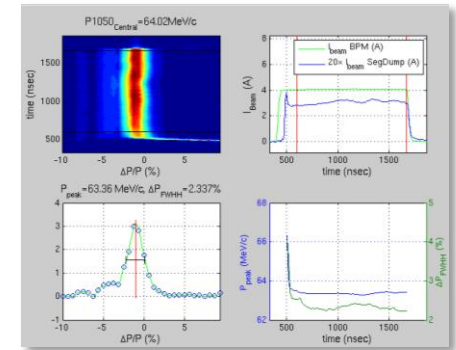 P1050Central=64.02MeV/c
time (nsec)
1500
1000
500
-10 -5 0 5
ΔP/P (%)
IBeam (A)
8
6
4
2
0
Ibeam BPM (A)
20× Ibeam SegDump (A)
500 1000 1500
time (nsec)
Ppeak=63.36 MeV/c, ΔPFWHH=2.337%
4
3
2
1
0
-1
-10 -5 0 5
ΔP/P (%)
Ppeak (MeV/c)
68
66
64
62
500 1000 1500
time (nsec)
5
4
3
2
ΔPFWHH (%)